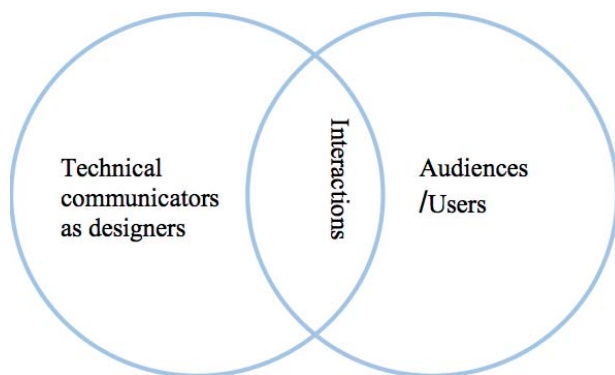 Technical
communicators
as designers
Interactions
Audiences
/Users